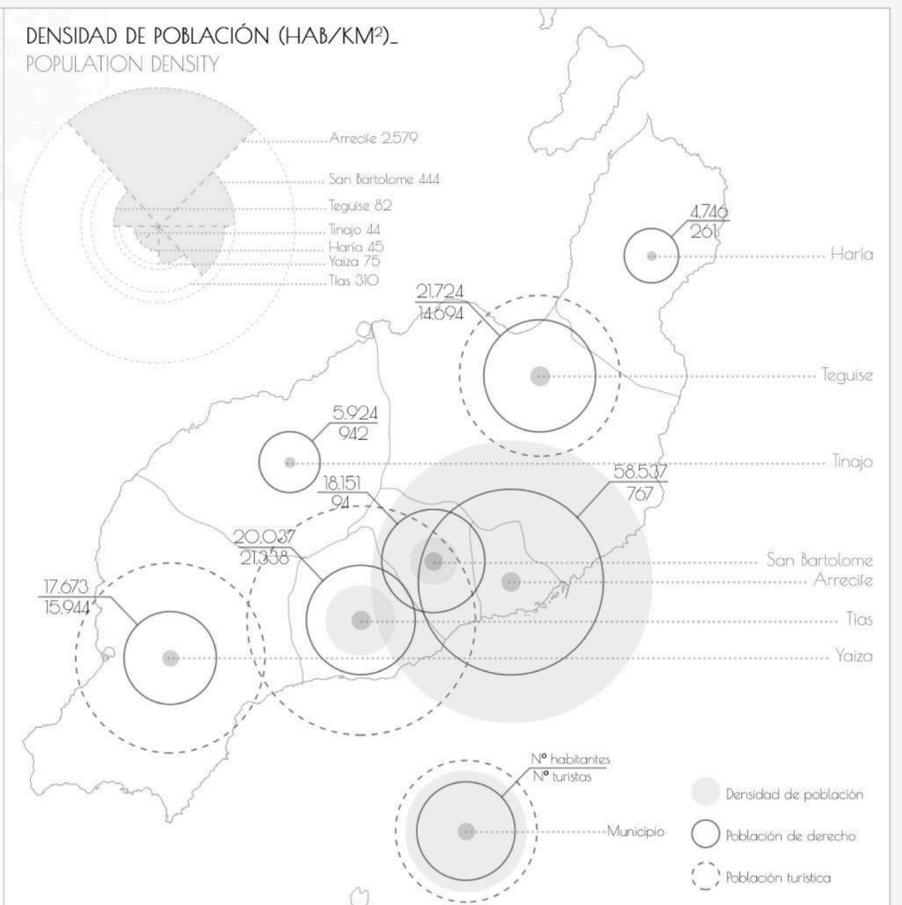 DENSIDAD DE POBLACIÓN (HAB/KM²)_
POPULATION DENSITY
Arrecife 2.579
San Bartolome 444
Teguise 82
Tinajo 44
Haría 45
Yaiza 75
Tías 310
4.746
261
Haría
21.724
14.694
Teguise
5.924
942
Tinajo
58.537
767
18.151
94
San Bartolome
Arrecife
20.037
21.338
Tías
17.673
15.944
Yaiza
Nº habitantes
Nº turistas
Municipio
Densidad de población
Población de derecho
Población turística